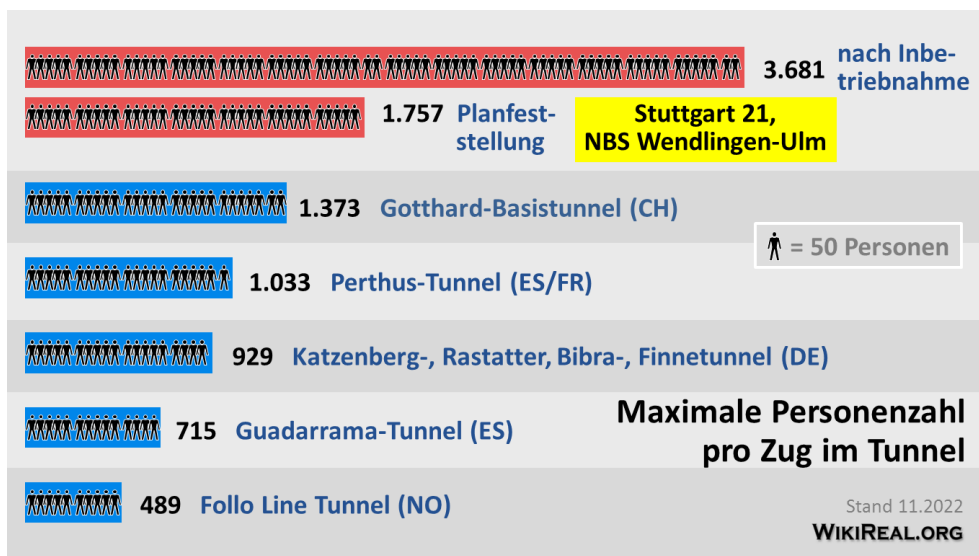 3.681 nach Inbe-
triebnahme
1.757 Planfest-
stellung
Stuttgart 21,
NBS Wendlingen-Ulm
1.373 Gotthard-Basistunnel (CH)
= 50 Personen
1.033 Perthus-Tunnel (ES/FR)
929 Katzenberg-, Rastatter, Bibra-, Finnetunnel (DE)
715 Guadarrama-Tunnel (ES)
Maximale Personenzahl
pro Zug im Tunnel
489 Follo Line Tunnel (NO)
Stand 11.2022
WIKIREAL.ORG